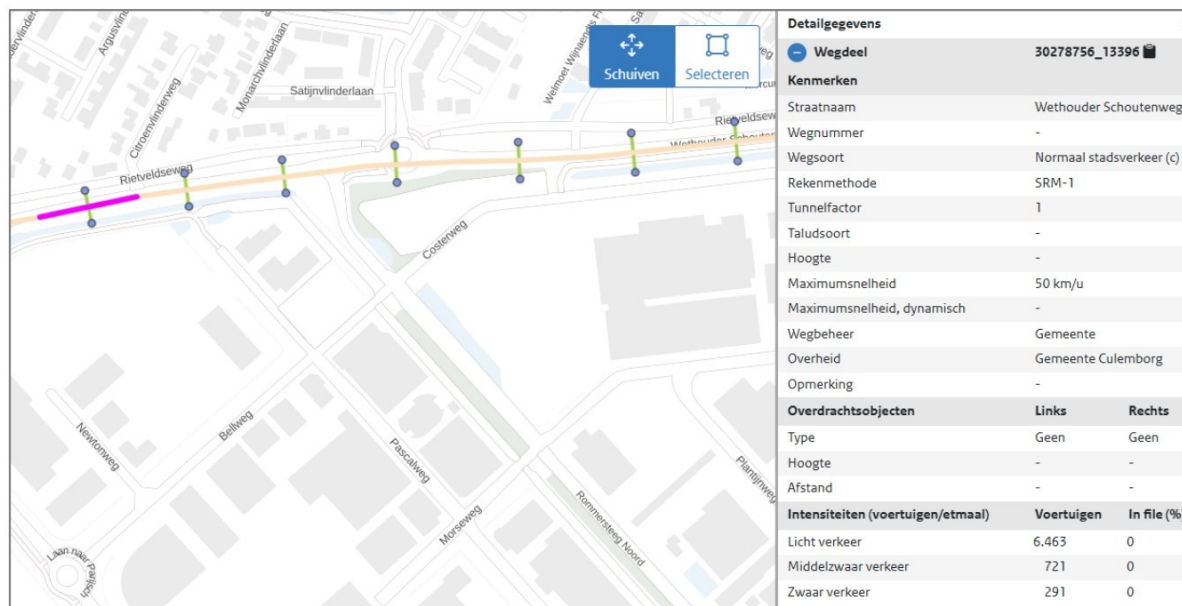 Argusvlinderlaan
Monarchvlinderlaan
Citroenvlinderweg
Satijnvlinderlaan
Schuiven
Selecteren
Rietveldseweg
Costerweg
Newtonweg
Bellweg
Pascalweg
Morseweg
Rommersteeg Noord
Plantijnweg
Laan naar Parijsch
Detailgegevens
Wegdeel 30278756_13396
Kenmerken
Straatnaam Wethouder Schoutenweg
Wegnummer -
Wegsoort Normaal stadsverkeer (c)
Rekenmethode SRM-1
Tunnelfactor 1
Taludsoort -
Hoogte -
Maximumsnelheid 50 km/u
Maximumsnelheid, dynamisch -
Wegbeheer Gemeente
Overheid Gemeente Culemborg
Opmerking -
Overdrachtsobjecten Links Rechts
Type Geen Geen
Hoogte - -
Afstand - -
Intensiteiten (voertuigen/etmaal) Voertuigen In file (%)
Licht verkeer 6.463 0
Middelzwaar verkeer 721 0
Zwaar verkeer 291 0